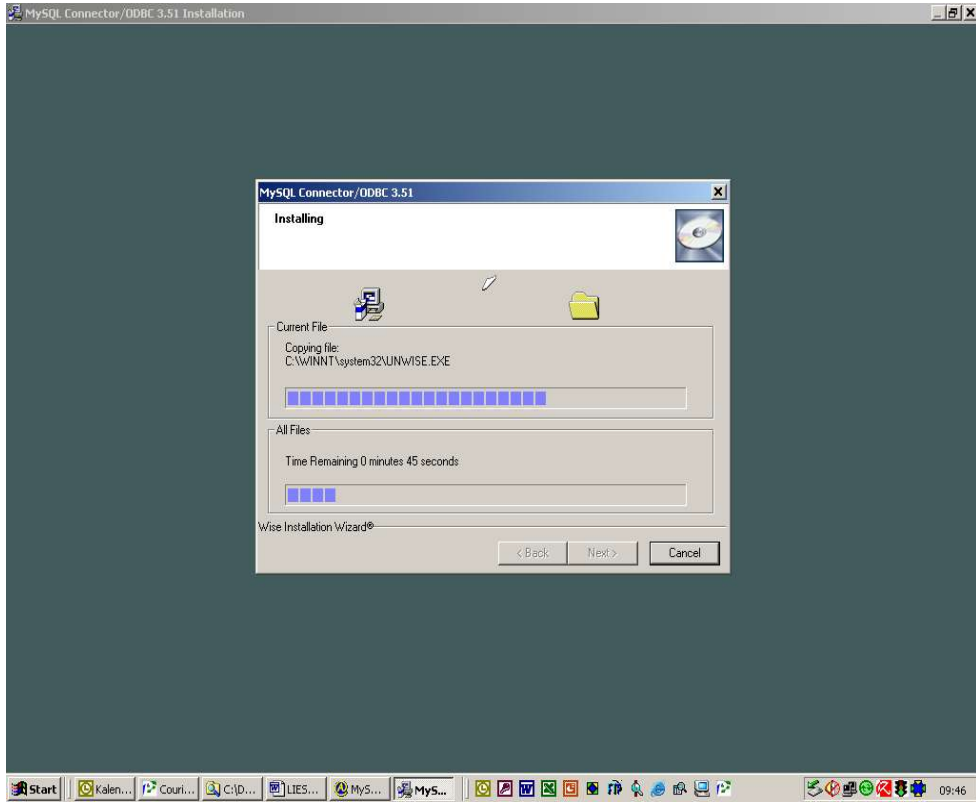 MySQL Connector/ODBC 3.51 Installation
MySQL Connector/ODBC 3.51
Installing
Current File
Copying file:
C:\WINNT\system32\UNWISE.EXE
All Files
Time Remaining 0 minutes 45 seconds
Wise Installation Wizard®
< Back Next > Cancel
Start Kalen... Couri... C:\D... LIES... MyS... MyS... 09:46